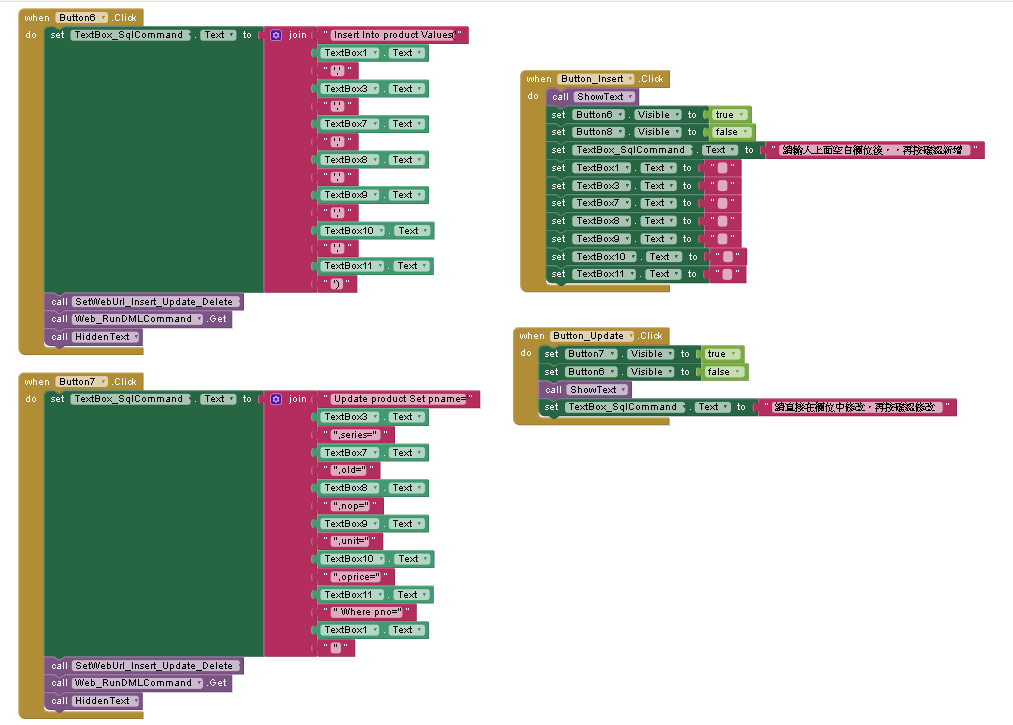 when Button6 .Click
do set TextBox_SqlCommand . Text to join " Insert Into product Values( "
TextBox1 . Text
" ',' "
TextBox3 . Text
" ',' "
TextBox7 . Text
" ',' "
TextBox8 . Text
" ',' "
TextBox9 . Text
" ',' "
TextBox10 . Text
" ',' "
TextBox11 . Text
" ') "
call SetWebUrl_Insert_Update_Delete
call Web_RunDMLCommand .Get
call HiddenText
when Button7 .Click
do set TextBox_SqlCommand . Text to join " Update product Set pname= "
TextBox3 . Text
" ",series=" "
TextBox7 . Text
" ",old=" "
TextBox8 . Text
" ",nop=" "
TextBox9 . Text
" ",unit=" "
TextBox10 . Text
" ",oprice=" "
TextBox11 . Text
" " Where pno=" "
TextBox1 . Text
" " "
call SetWebUrl_Insert_Update_Delete
call Web_RunDMLCommand .Get
call HiddenText
when Button_Insert .Click
do call ShowText
set Button6 . Visible to true
set Button8 . Visible to false
set TextBox_SqlCommand . Text to " 請輸入上面空白欄位後,,再按確認新增 "
set TextBox1 . Text to " "
set TextBox3 . Text to " "
set TextBox7 . Text to " "
set TextBox8 . Text to " "
set TextBox9 . Text to " "
set TextBox10 . Text to " "
set TextBox11 . Text to " "
when Button_Update .Click
do set Button7 . Visible to true
set Button6 . Visible to false
call ShowText
set TextBox_SqlCommand . Text to " 請直接在欄位中修改,再按確認修改 "